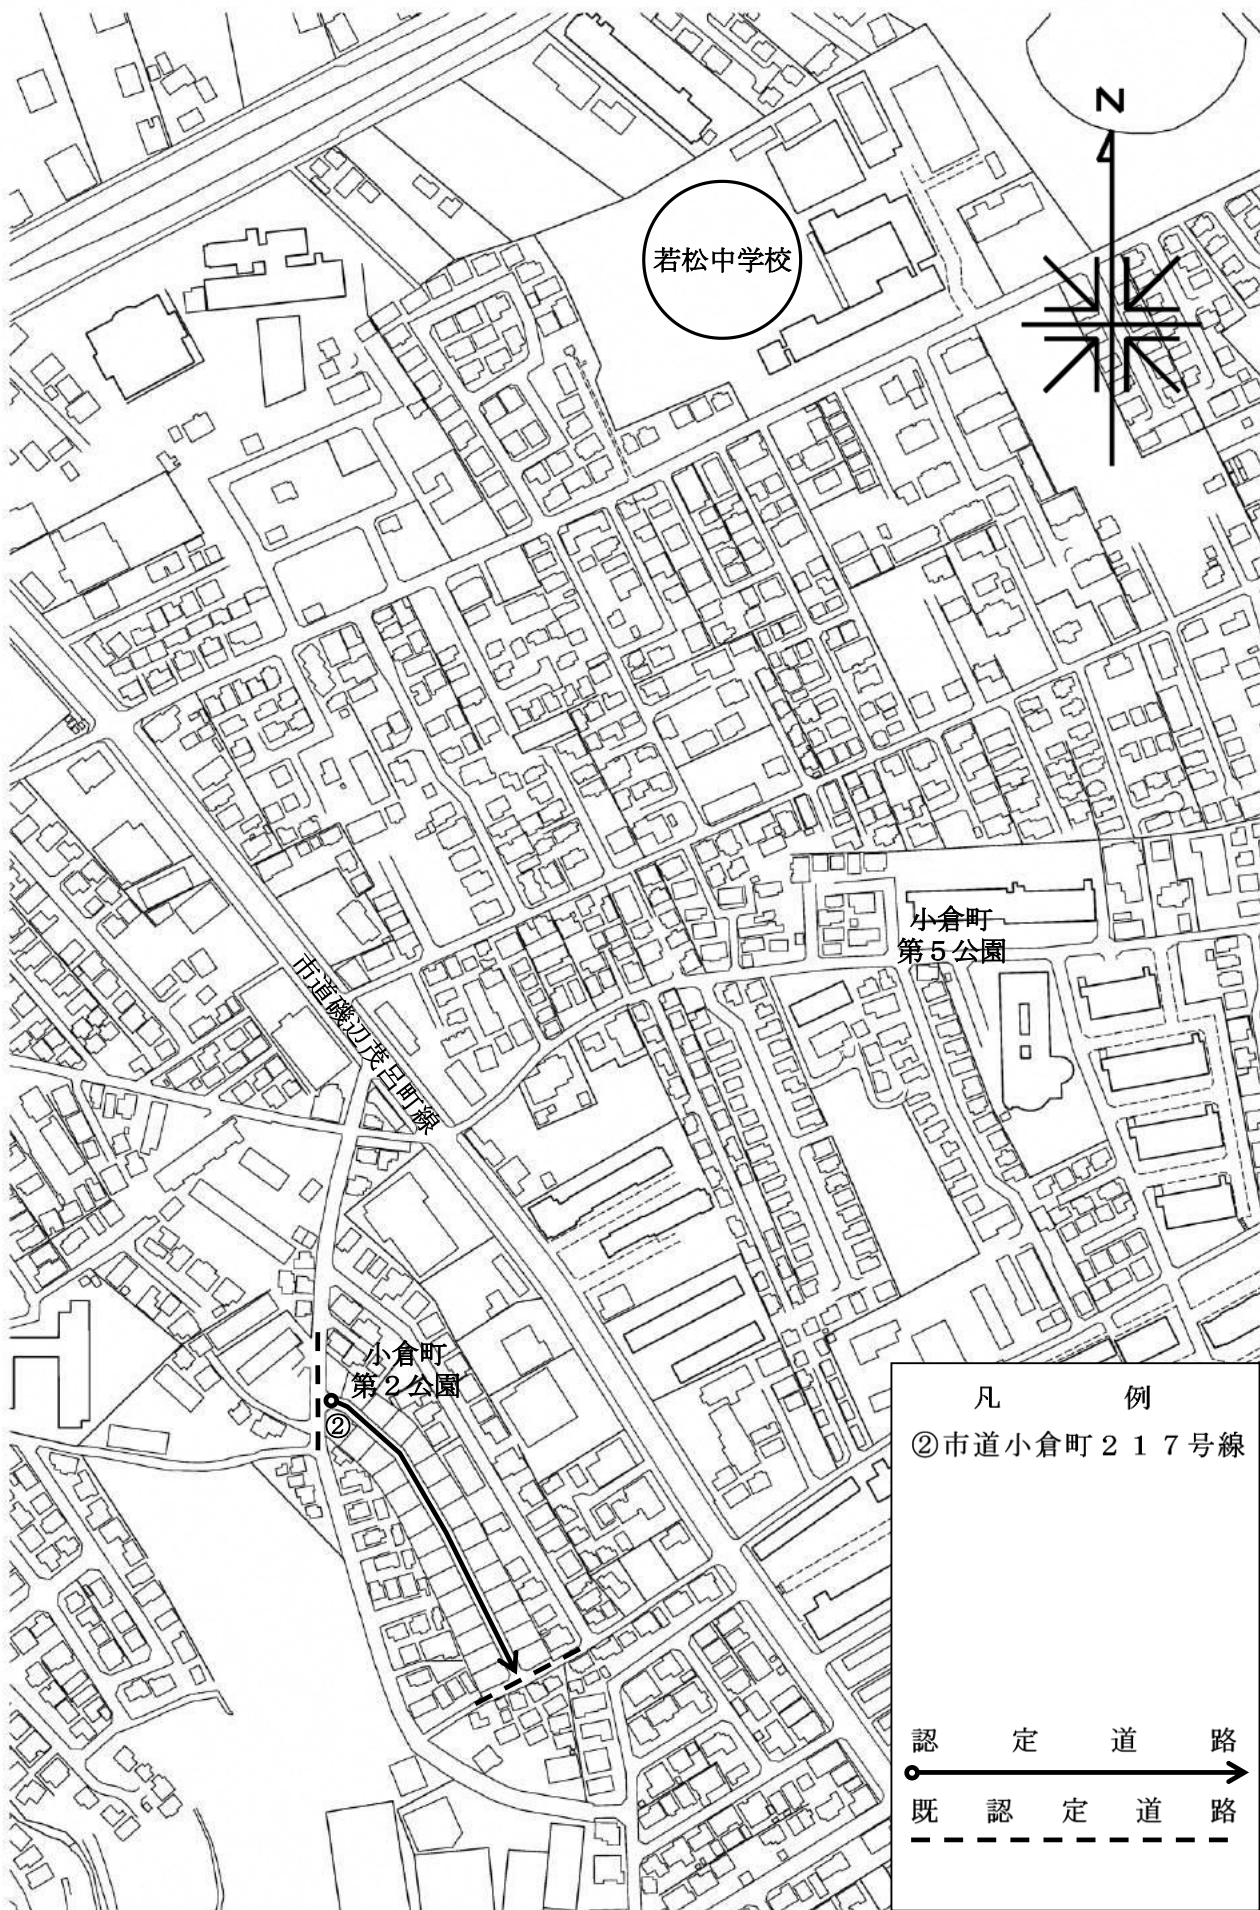 N
若松中学校
小倉町
第５公園
市道磯辺茂呂町線
小倉町
第２公園
②
凡例
②市道小倉町２１７号線
認定道路
既認定道路